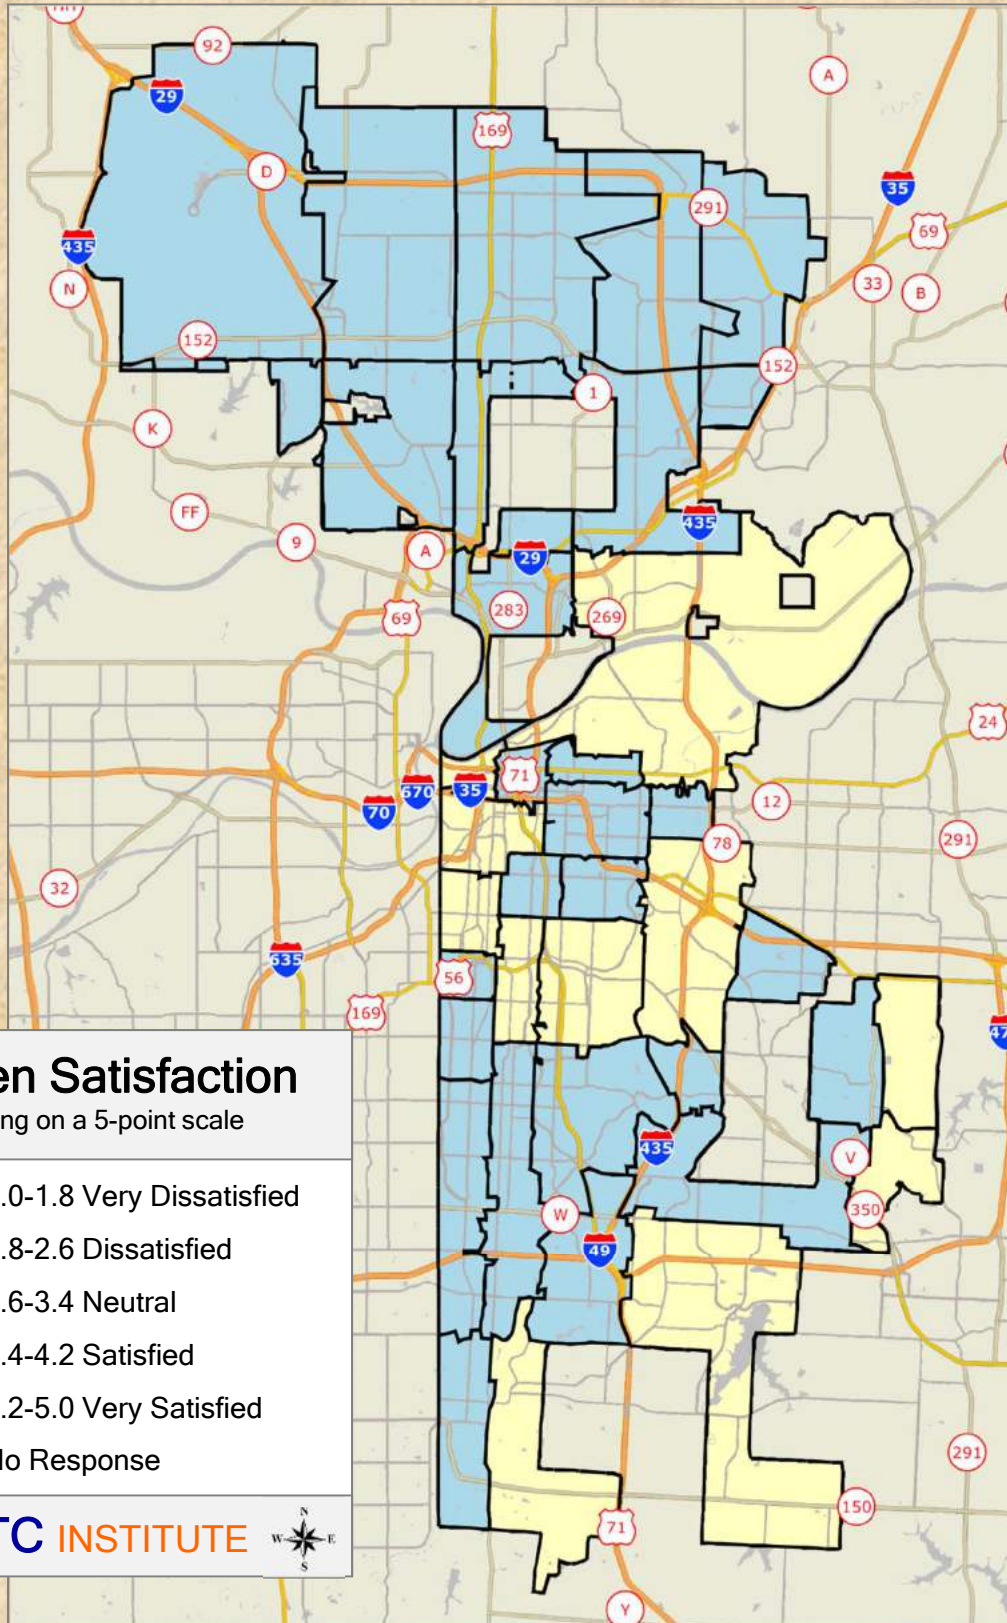 92
A
29
169
D
35
291
69
435
N
33
B
152
152
1
K
FF
435
9
A
29
283
69
269
24
71
670
35
12
70
78
291
32
635
56
169
47
en Satisfaction
ng on a 5-point scale
435
V
.0-1.8 Very Dissatisfied
350
W
.8-2.6 Dissatisfied
49
.6-3.4 Neutral
.4-4.2 Satisfied
.2-5.0 Very Satisfied
lo Response
291
150
TC INSTITUTE
N
W E
S
71
Y